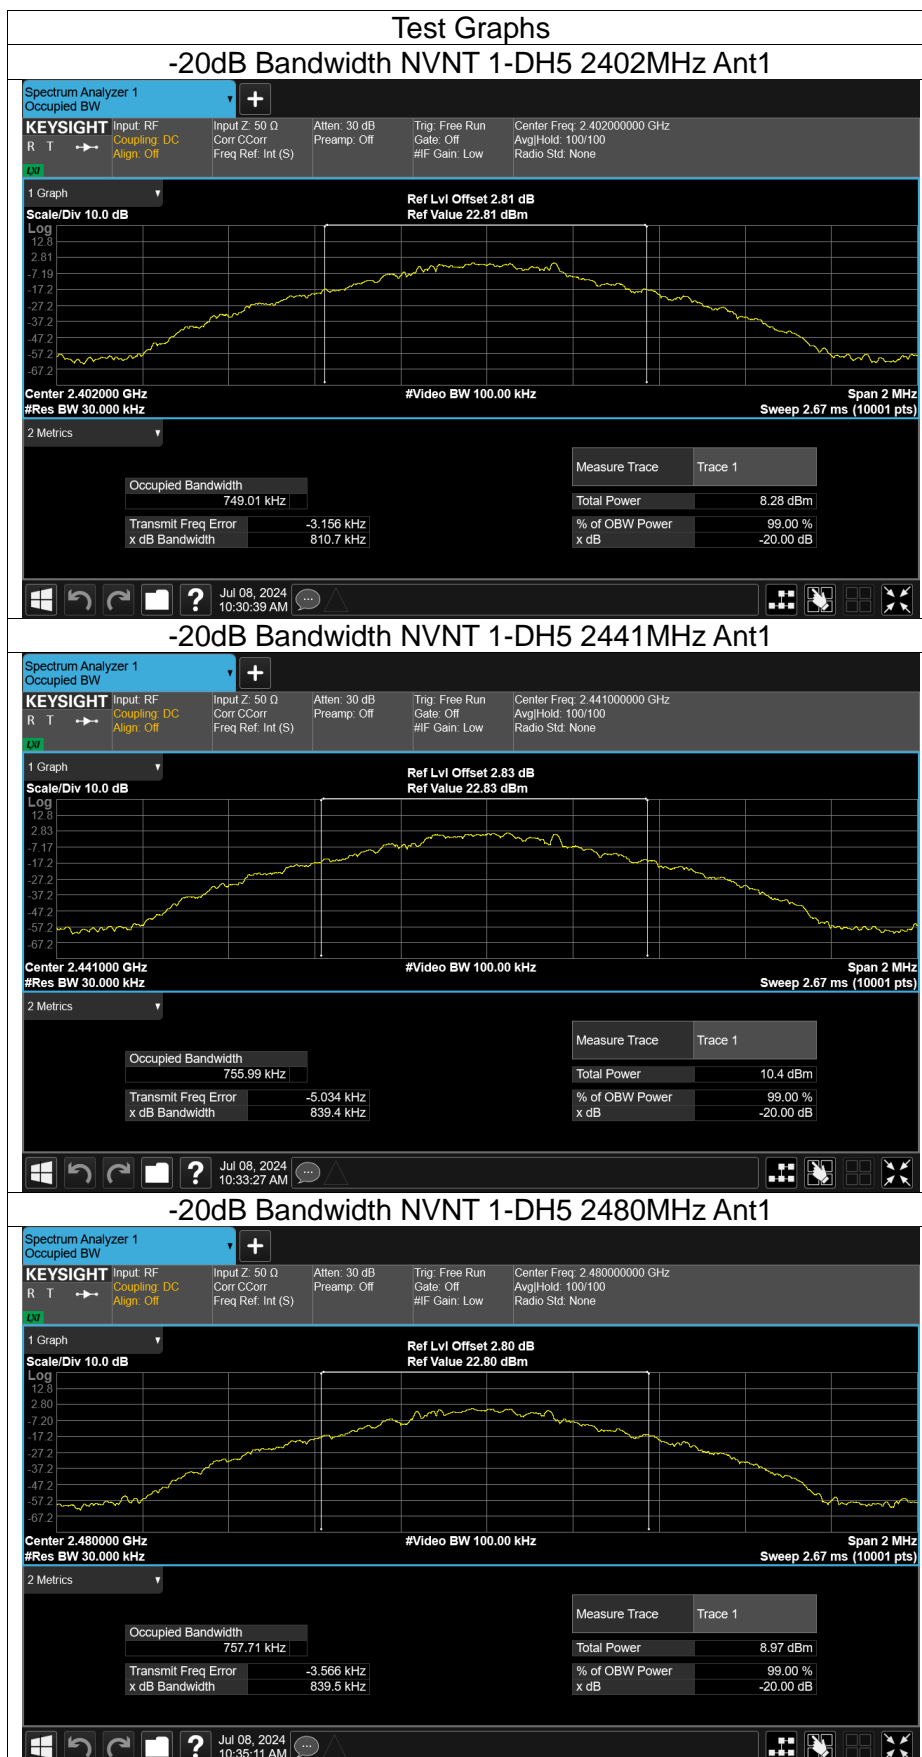 Test Graphs
-20dB Bandwidth NVNT 1-DH5 2402MHz Ant1
Spectrum Analyzer 1
Occupied BW
KEYSIGHT Input: RF Input Z: 50 Ω Atten: 30 dB Trig: Free Run Center Freq: 2.402000000 GHz
R T Coupling: DC Corr CCorr Preamp: Off Gate: Off Avg|Hold: 100/100
Align: Off Freq Ref: Int (S) #IF Gain: Low Radio Std: None
LXI
1 Graph
Ref Lvl Offset 2.81 dB
Scale/Div 10.0 dB Ref Value 22.81 dBm
Log
12.8
2.81
-7.19
-17.2
-27.2
-37.2
-47.2
-57.2
-67.2
Center 2.402000 GHz #Video BW 100.00 kHz Span 2 MHz
#Res BW 30.000 kHz Sweep 2.67 ms (10001 pts)
2 Metrics
Measure Trace Trace 1
Occupied Bandwidth
749.01 kHz Total Power 8.28 dBm
Transmit Freq Error -3.156 kHz % of OBW Power 99.00 %
x dB Bandwidth 810.7 kHz x dB -20.00 dB
Jul 08, 2024
10:30:39 AM
-20dB Bandwidth NVNT 1-DH5 2441MHz Ant1
Spectrum Analyzer 1
Occupied BW
KEYSIGHT Input: RF Input Z: 50 Ω Atten: 30 dB Trig: Free Run Center Freq: 2.441000000 GHz
R T Coupling: DC Corr CCorr Preamp: Off Gate: Off Avg|Hold: 100/100
Align: Off Freq Ref: Int (S) #IF Gain: Low Radio Std: None
LXI
1 Graph
Ref Lvl Offset 2.83 dB
Scale/Div 10.0 dB Ref Value 22.83 dBm
Log
12.8
2.83
-7.17
-17.2
-27.2
-37.2
-47.2
-57.2
-67.2
Center 2.441000 GHz #Video BW 100.00 kHz Span 2 MHz
#Res BW 30.000 kHz Sweep 2.67 ms (10001 pts)
2 Metrics
Measure Trace Trace 1
Occupied Bandwidth
755.99 kHz Total Power 10.4 dBm
Transmit Freq Error -5.034 kHz % of OBW Power 99.00 %
x dB Bandwidth 839.4 kHz x dB -20.00 dB
Jul 08, 2024
10:33:27 AM
-20dB Bandwidth NVNT 1-DH5 2480MHz Ant1
Spectrum Analyzer 1
Occupied BW
KEYSIGHT Input: RF Input Z: 50 Ω Atten: 30 dB Trig: Free Run Center Freq: 2.480000000 GHz
R T Coupling: DC Corr CCorr Preamp: Off Gate: Off Avg|Hold: 100/100
Align: Off Freq Ref: Int (S) #IF Gain: Low Radio Std: None
LXI
1 Graph
Ref Lvl Offset 2.80 dB
Scale/Div 10.0 dB Ref Value 22.80 dBm
Log
12.8
2.80
-7.20
-17.2
-27.2
-37.2
-47.2
-57.2
-67.2
Center 2.480000 GHz #Video BW 100.00 kHz Span 2 MHz
#Res BW 30.000 kHz Sweep 2.67 ms (10001 pts)
2 Metrics
Measure Trace Trace 1
Occupied Bandwidth
757.71 kHz Total Power 8.97 dBm
Transmit Freq Error -3.566 kHz % of OBW Power 99.00 %
x dB Bandwidth 839.5 kHz x dB -20.00 dB
Jul 08, 2024
10:35:11 AM